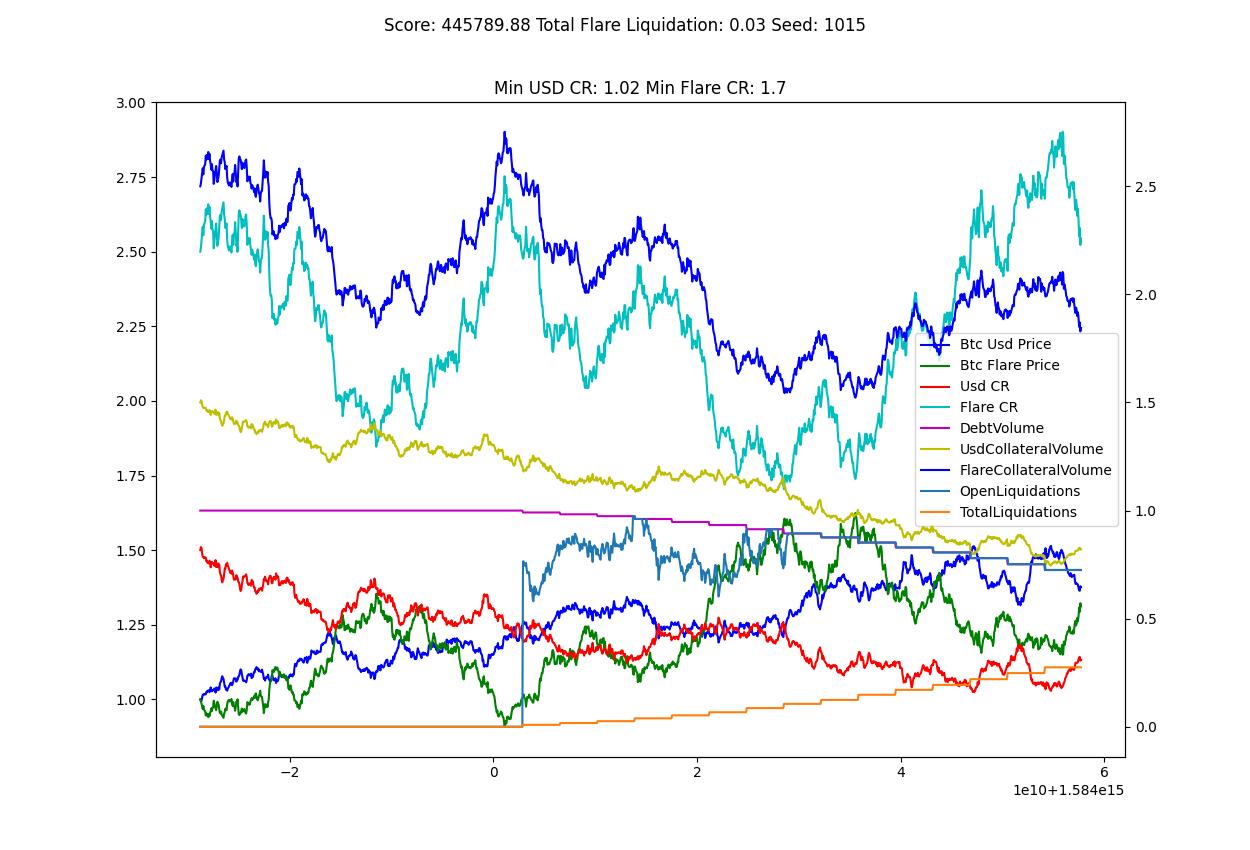 Score: 445789.88 Total Flare Liquidation: 0.03 Seed: 1015
Min USD CR: 1.02 Min Flare CR: 1.7
3.00
2.75
2.50
2.25
2.00
1.75
1.50
1.25
1.00
2.5
2.0
1.5
1.0
0.5
0.0
Btc Usd Price
Btc Flare Price
Usd CR
Flare CR
DebtVolume
UsdCollateralVolume
FlareCollateralVolume
OpenLiquidations
TotalLiquidations
−2
0
2
4
6
1e10+1.584e15